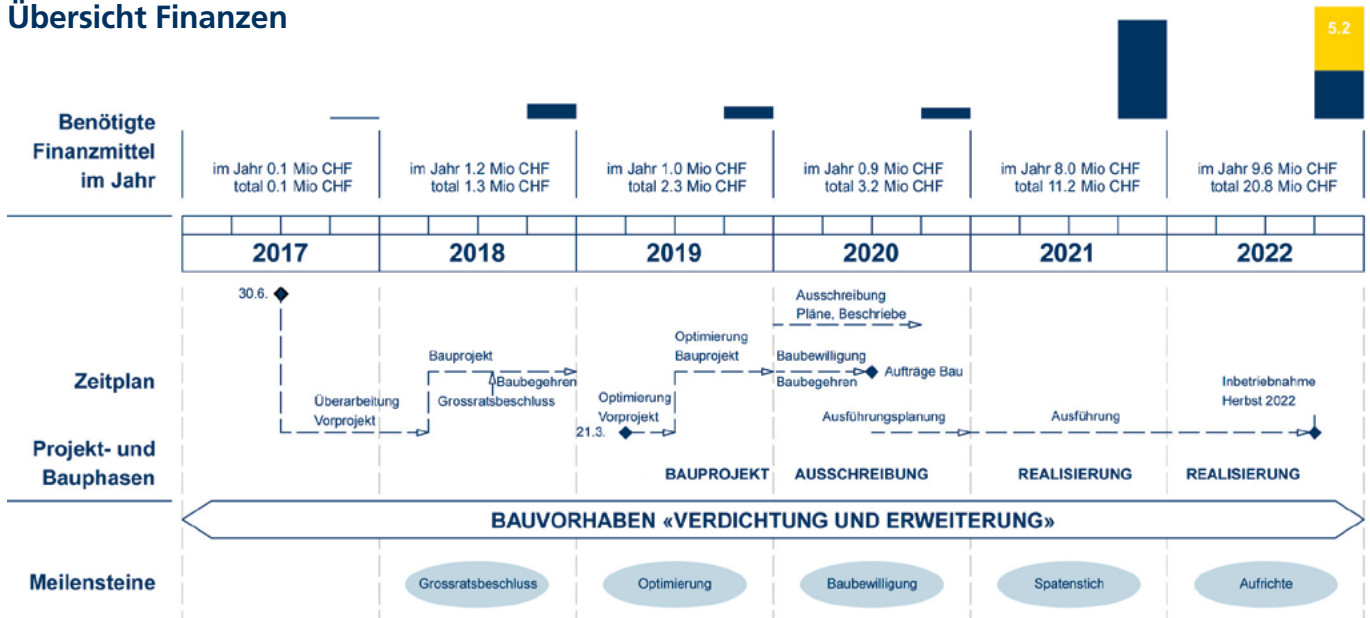 Übersicht Finanzen
5.2
Benötigte
Finanzmittel
im Jahr
im Jahr 0.1 Mio CHF
total 0.1 Mio CHF
im Jahr 1.2 Mio CHF
total 1.3 Mio CHF
im Jahr 1.0 Mio CHF
total 2.3 Mio CHF
im Jahr 0.9 Mio CHF
total 3.2 Mio CHF
im Jahr 8.0 Mio CHF
total 11.2 Mio CHF
im Jahr 9.6 Mio CHF
total 20.8 Mio CHF
2017
2018
2019
2020
2021
2022
Zeitplan
30.6.
Überarbeitung
Vorprojekt
Bauprojekt
Baubegehren
Grossratsbeschluss
Optimierung
Vorprojekt
21.3.
Optimierung
Bauprojekt
Ausschreibung
Pläne, Beschriebe
Baubewilligung
Baubegehren
Aufträge Bau
Ausführungsplanung
Ausführung
Inbetriebnahme
Herbst 2022
Projekt- und
Bauphasen
BAUPROJEKT
AUSSCHREIBUNG
REALISIERUNG
REALISIERUNG
BAUVORHABEN «VERDICHTUNG UND ERWEITERUNG»
Meilensteine
Grossratsbeschluss
Optimierung
Baubewilligung
Spatenstich
Aufrichte